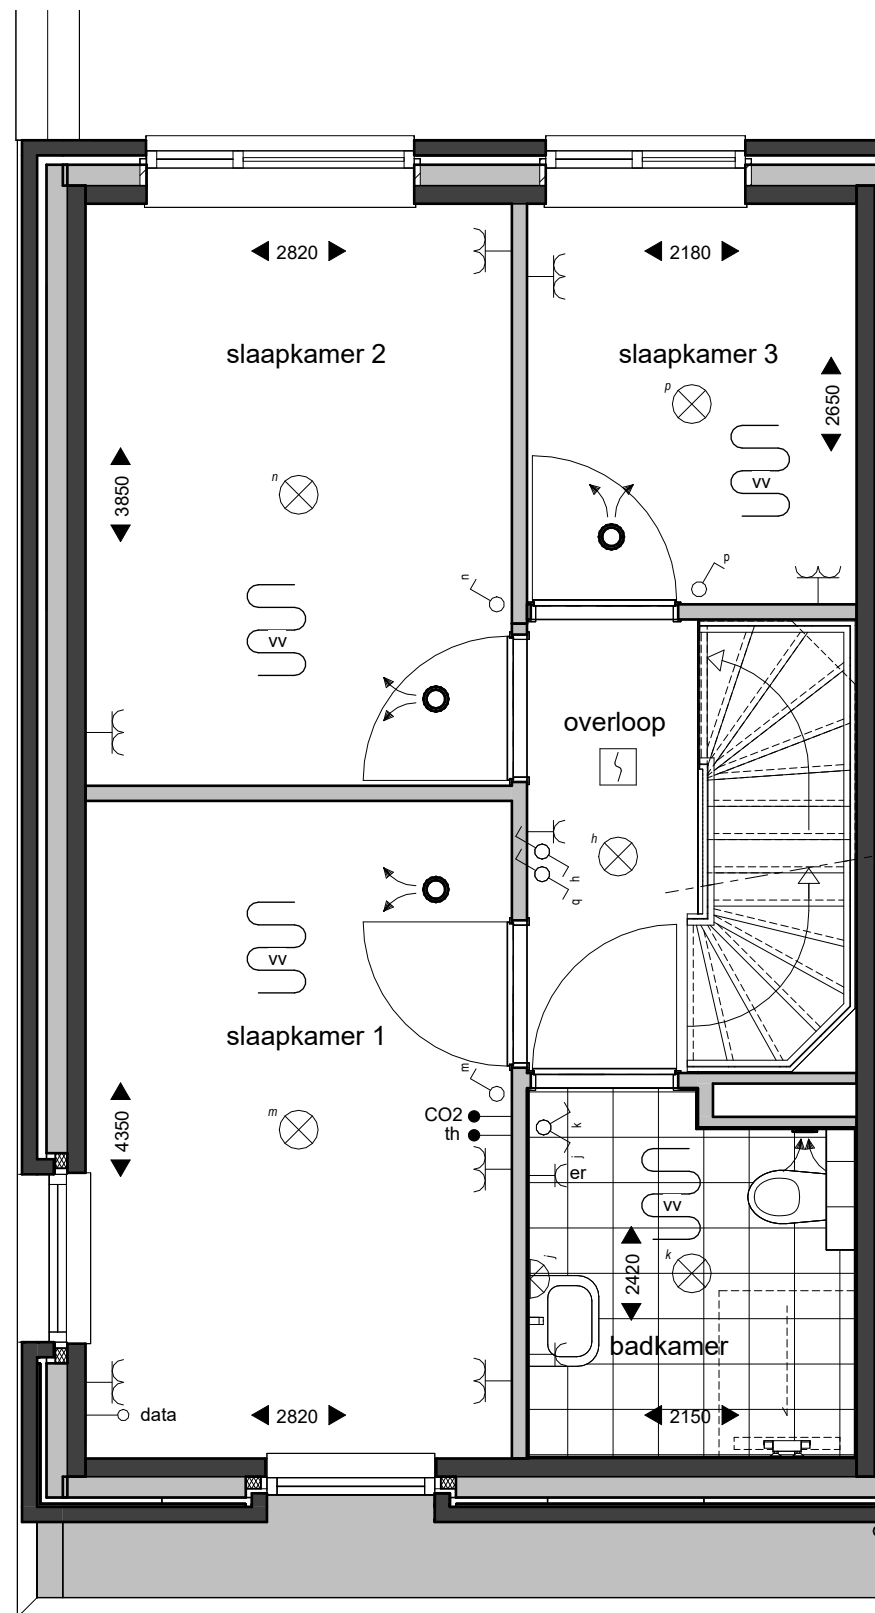 2820
2180
slaapkamer 2
slaapkamer 3
p
2650
3850
n
vv
n
p
vv
overloop
h
h
q
vv
slaapkamer 1
m
4350
m
CO2
th
k
j
er
vv
j
2420
k
badkamer
data
2820
2150